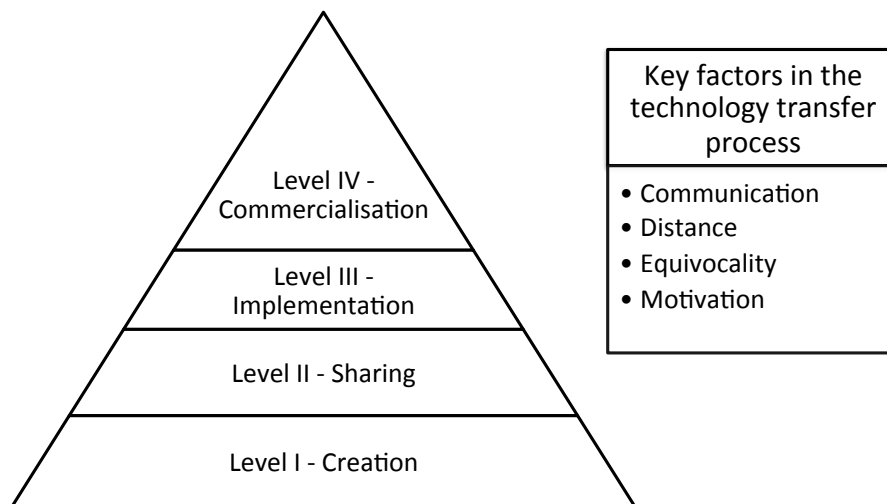 Level IV -
Commercialisation
Level III -
Implementation
Level II - Sharing
Level I - Creation
Key factors in the
technology transfer
process
• Communication
• Distance
• Equivocality
• Motivation